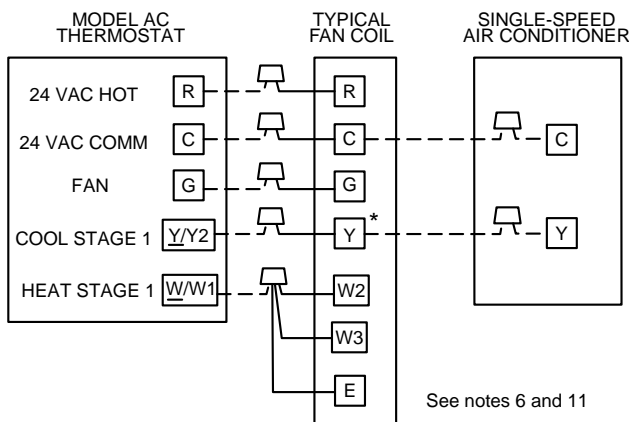 MODEL AC
THERMOSTAT
TYPICAL
FAN COIL
SINGLE-SPEED
AIR CONDITIONER
24 VAC HOT
R
R
24 VAC COMM
C
C
C
FAN
G
G
COOL STAGE 1
Y/Y2
Y
*
Y
HEAT STAGE 1
W/W1
W2
W3
E
See notes 6 and 11